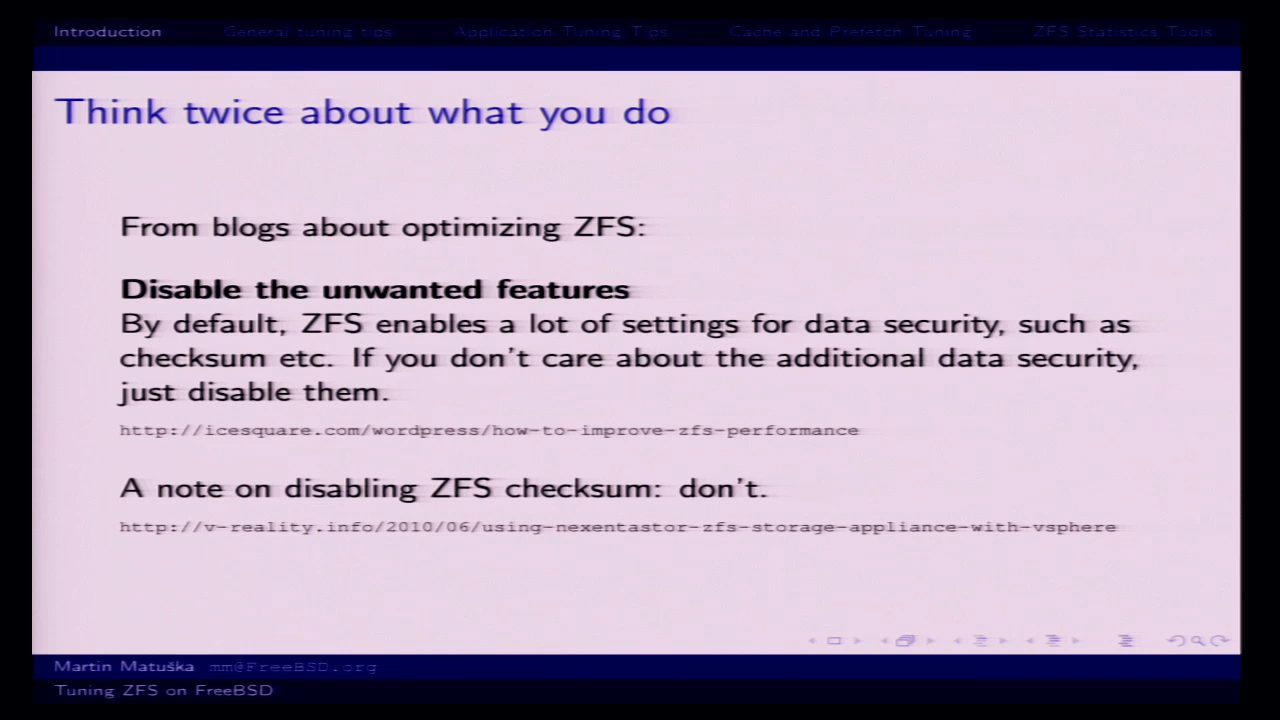 Introduction General tuning tips Application Tuning Tips Cache and Prefetch Tuning ZFS Statistics Tools
Think twice about what you do
From blogs about optimizing ZFS:
Disable the unwanted features
By default, ZFS enables a lot of settings for data security, such as
checksum etc. If you don't care about the additional data security,
just disable them.
http://icesquare.com/wordpress/how-to-improve-zfs-performance
A note on disabling ZFS checksum: don't.
http://v-reality.info/2010/06/using-nexentastor-zfs-storage-appliance-with-vsphere
Martin Matuška mm@FreeBSD.org
Tuning ZFS on FreeBSD